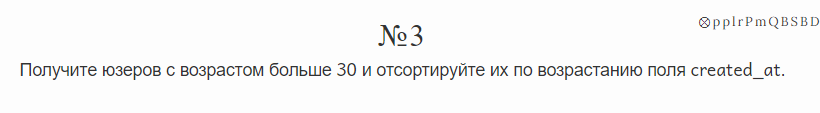 ⊗pplrPmQBSBD
№3
Получите юзеров с возрастом больше 30 и отсортируйте их по возрастанию поля created_at.